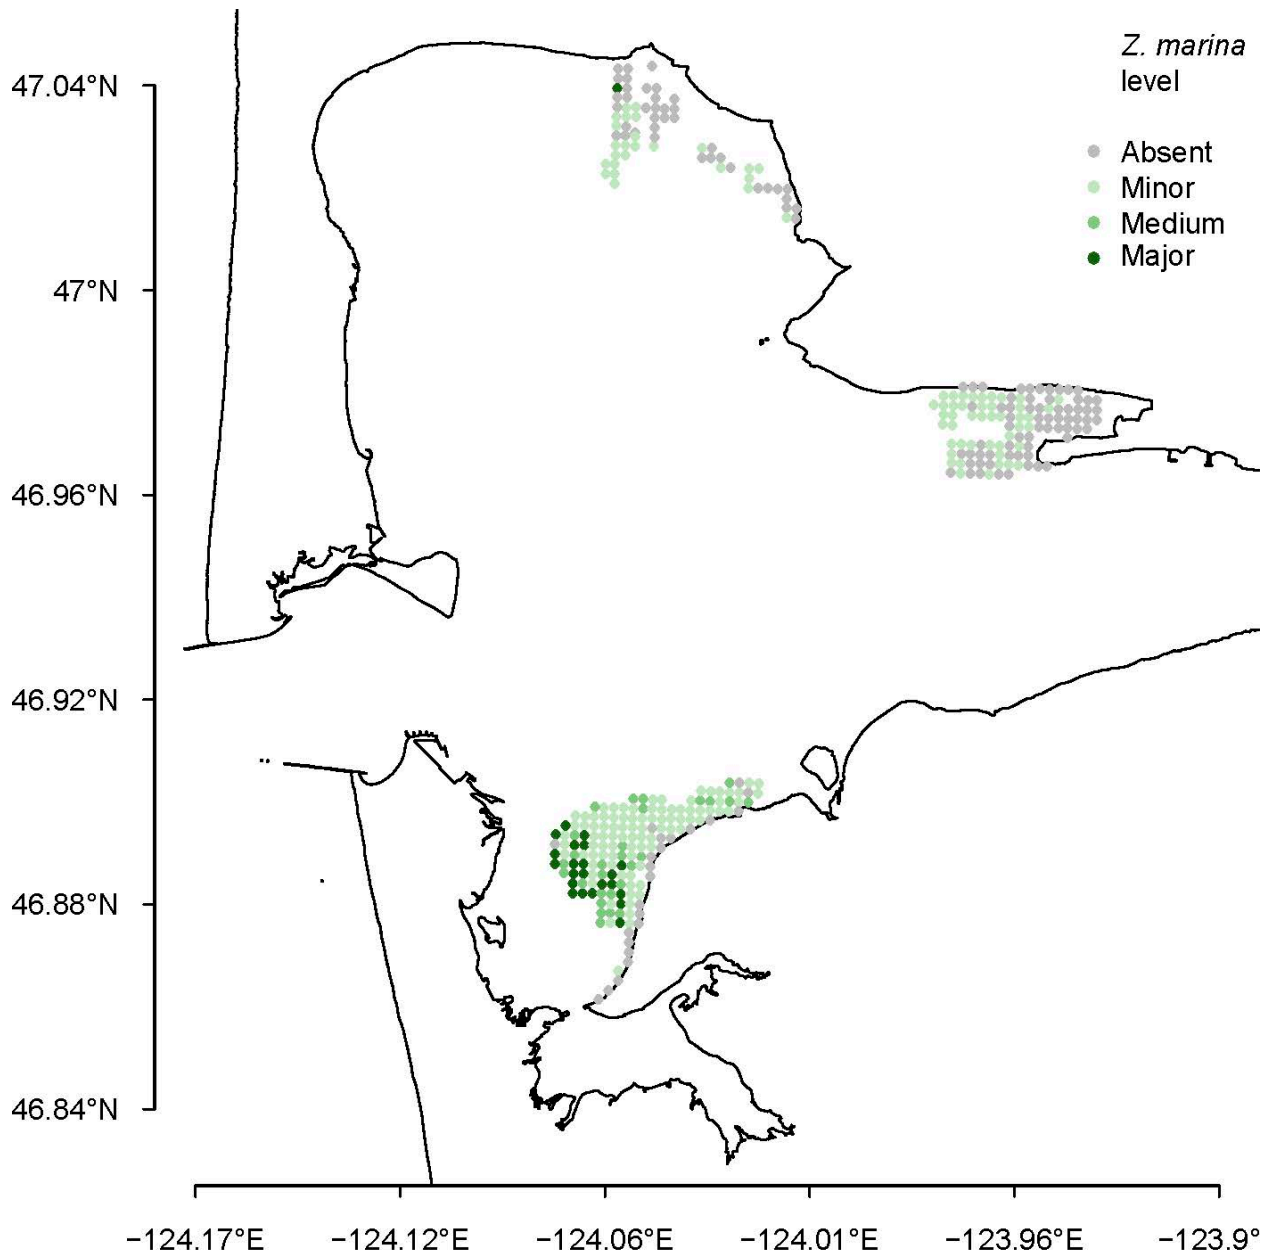 Z. marina
level
Absent
Minor
Medium
Major
47.04°N
47°N
46.96°N
46.92°N
46.88°N
46.84°N
−124.17°E −124.12°E −124.06°E −124.01°E −123.96°E −123.9°